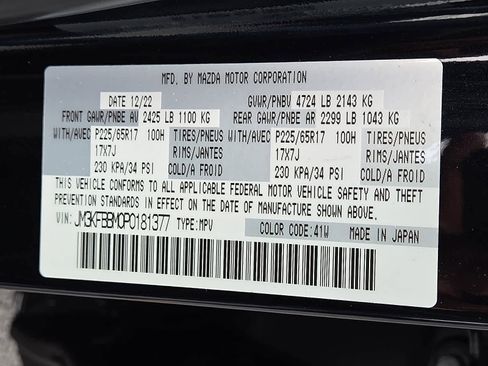 MFD. BY MAZDA MOTOR CORPORATION
DATE 12/22 GVWR/PNBV 4724 LB 2143 KG
FRONT GAWR/PNBE AV 2425 LB 1100 KG REAR GAWR/PNBE AR 2299 LB 1043 KG
WITH/AVEC P225/65R17 100H TIRES/PNEUS WITH/AVEC P225/65R17 100H TIRES/PNEUS
17X7J RIMS/JANTES 17X7J RIMS/JANTES
230 KPA/34 PSI COLD/A FROID 230 KPA/34 PSI COLD/A FROID
THIS VEHICLE CONFORMS TO ALL APPLICABLE FEDERAL MOTOR VEHICLE SAFETY AND THEFT
PREVENTION STANDARDS IN EFFECT ON THE DATE OF MANUFACTURE SHOWN ABOVE.
VIN: JM3KFBBM0P0181377 TYPE: MPV COLOR CODE: 41W MADE IN JAPAN